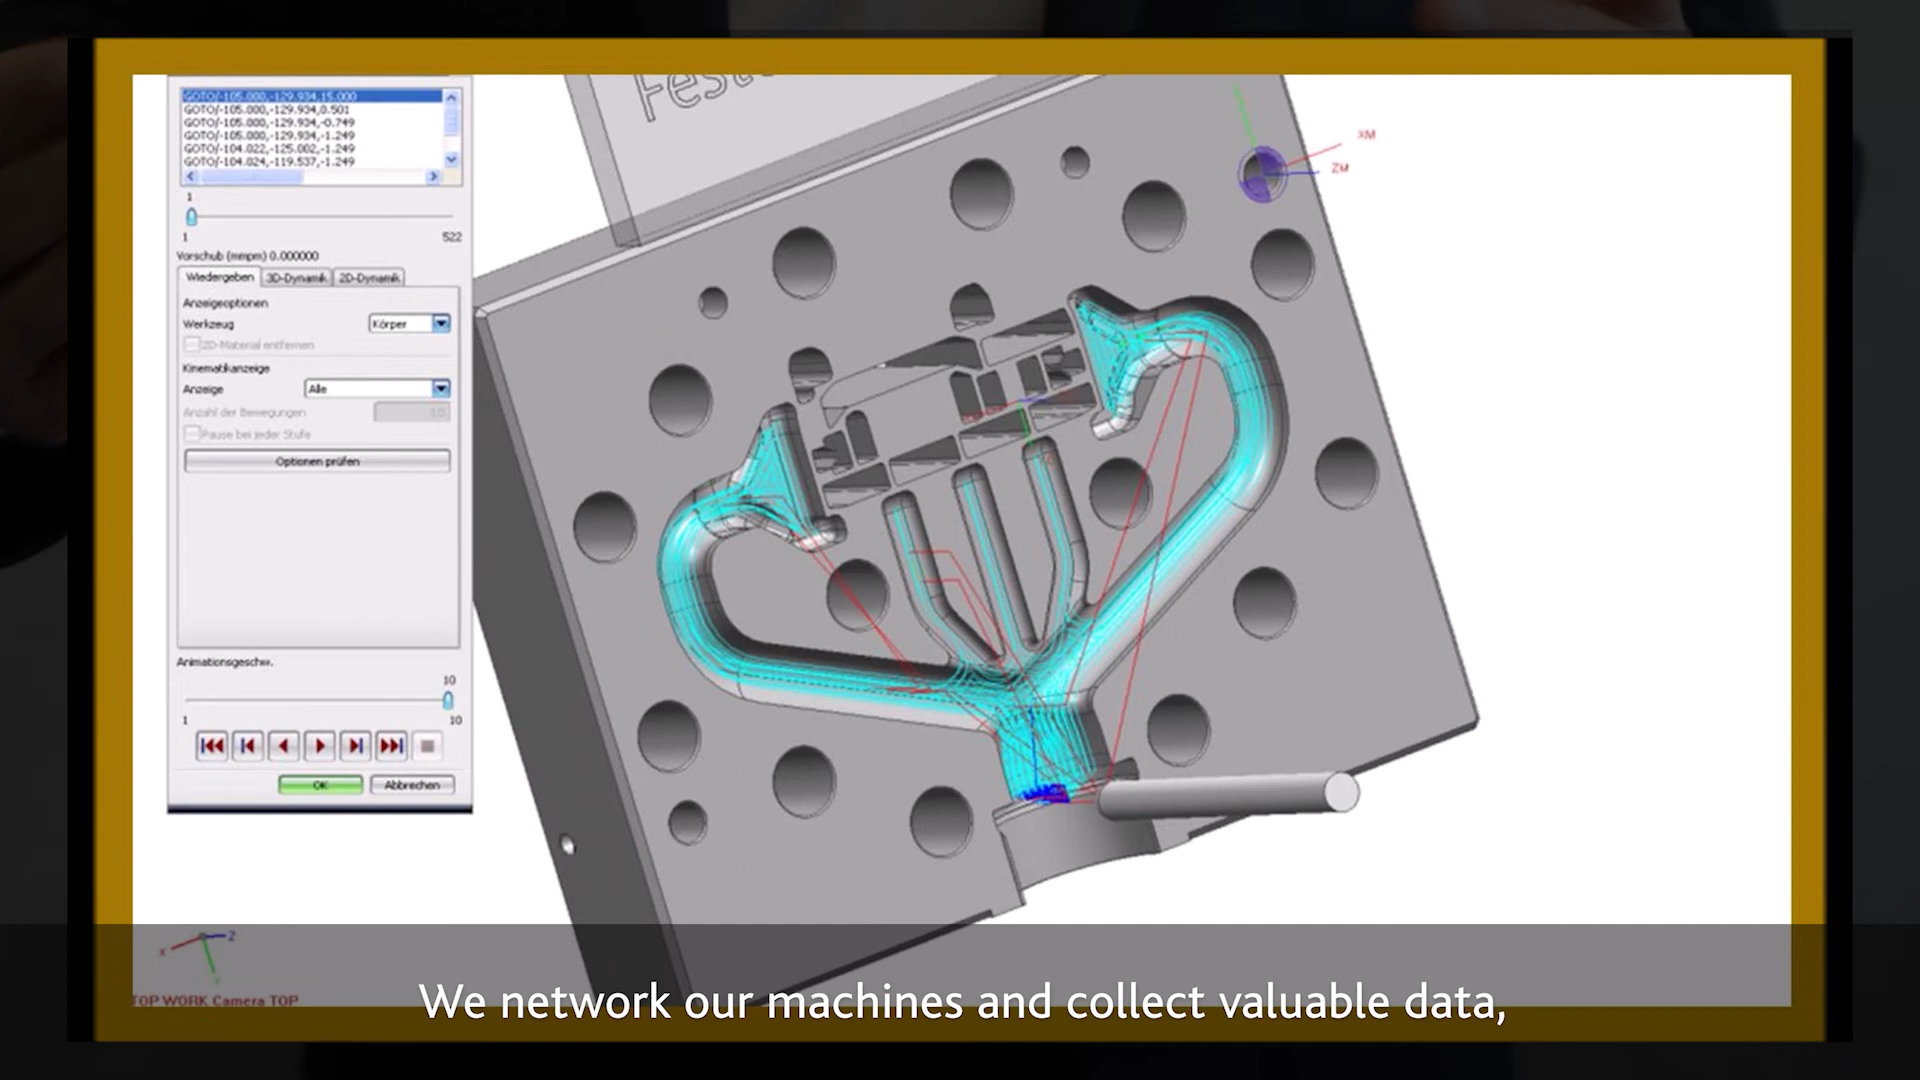 Festo
GOTO/-105.000,-129.934,15.000
GOTO/-105.000,-129.934,0.501
GOTO/-105.000,-129.934,-0.749
GOTO/-105.000,-129.934,-1.249
GOTO/-104.022,-125.002,-1.249
GOTO/-104.024,-119.537,-1.249
XM
ZM
1
1
522
Vorschub (mmpm) 0.000000
Wiedergeben 3D-Dynamik 2D-Dynamik
Anzeigeoptionen
Werkzeug Körper
2D-Material entfernen
Kinematikanzeige
Anzeige Alle
Anzahl der Bewegungen 10
Pause bei jeder Stufe
Optionen prüfen
Animationsgeschw.
10
1
10
OK Abbrechen
X
Z
Y
TOP WORK Camera TOP
We network our machines and collect valuable data,